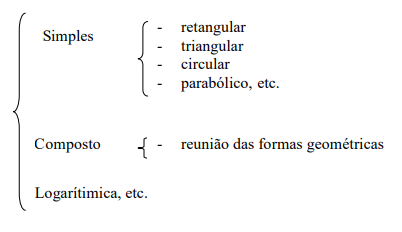 Simples
- retangular
- triangular
- circular
- parabólico, etc.
Composto - reunião das formas geométricas
Logarítimica, etc.